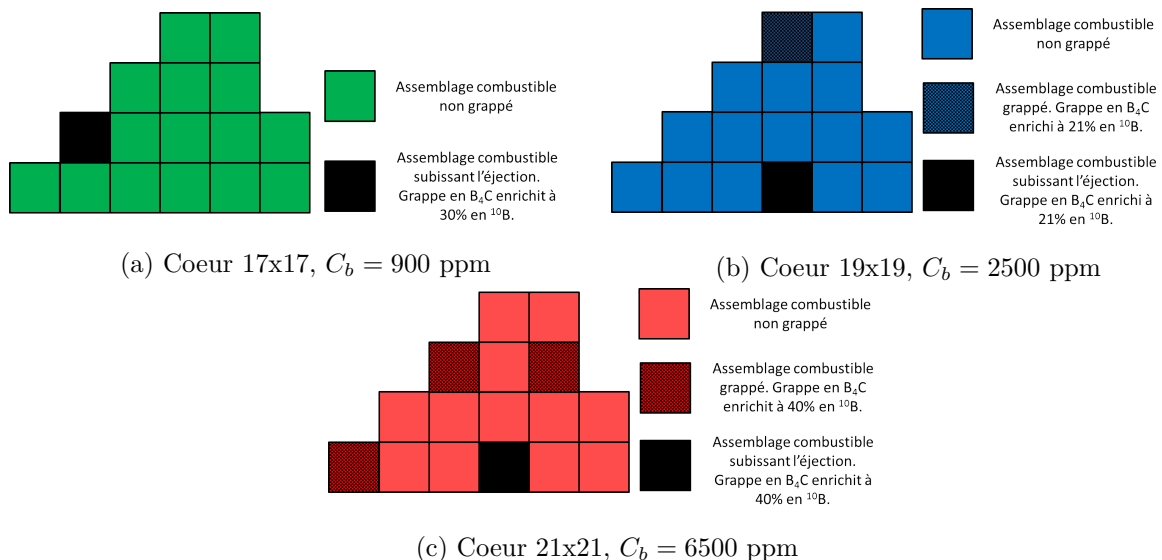 Assemblage combustible
non grappé
Assemblage combustible
subissant l'éjection.
Grappe en B₄C enrichit à
30% en ¹⁰B.
(a) Coeur 17x17, C_b = 900 ppm
Assemblage combustible
non grappé
Assemblage combustible
grappé. Grappe en B₄C
enrichi à 21% en ¹⁰B.
Assemblage combustible
subissant l'éjection.
Grappe en B₄C enrichi à
21% en ¹⁰B.
(b) Coeur 19x19, C_b = 2500 ppm
Assemblage combustible
non grappé
Assemblage combustible
grappé. Grappe en B₄C
enrichit à 40% en ¹⁰B.
Assemblage combustible
subissant l'éjection.
Grappe en B₄C enrichit à
40% en ¹⁰B.
(c) Coeur 21x21, C_b = 6500 ppm